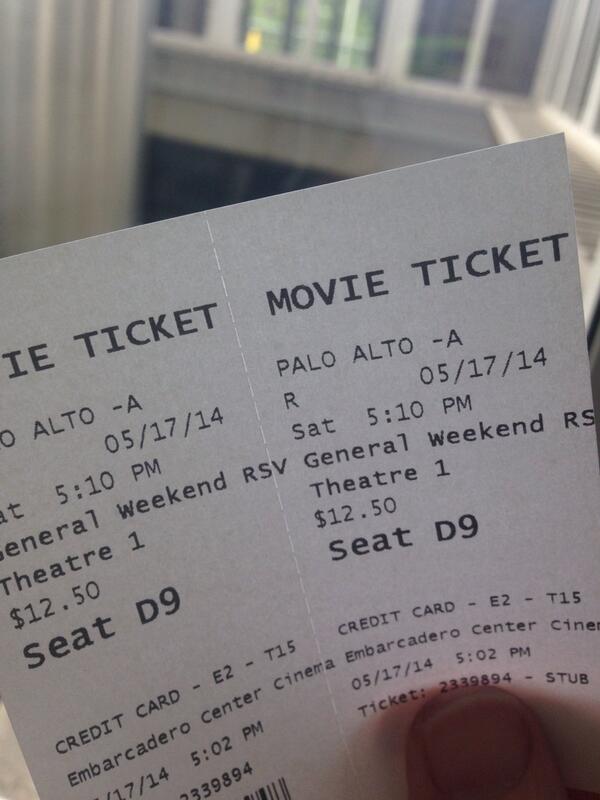 IE TICKET
O ALTO -A
05/17/14
at 5:10 PM
General Weekend RSV
Theatre 1
$12.50
Seat D9
CREDIT CARD - E2 - T15
Embarcadero Center Cinema
/17/14 5:02 PM
2339894
MOVIE TICKET
PALO ALTO -A
R 05/17/14
Sat 5:10 PM
General Weekend RS
Theatre 1
$12.50
Seat D9
CREDIT CARD - E2 - T15
Embarcadero Center Cinem
05/17/14 5:02 PM
Ticket: 2339894 - STUB